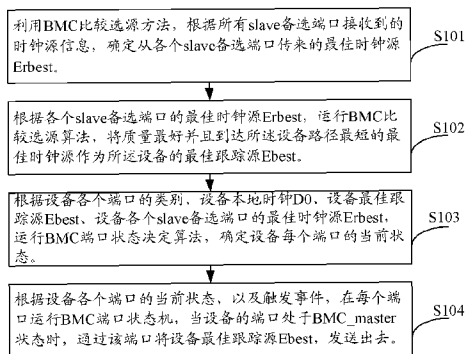 利用BMC比较选源方法，根据所有slave备选端口接收到的
时钟源信息，确定从各个slave备选端口传来的最佳时钟源
Erbest。
S101
根据各个slave备选端口的最佳时钟源Erbest，运行BMC比
较选源算法，将质量最好并且到达所述设备路径最短的最
佳时钟源作为所述设备的最佳跟踪源Ebest。
S102
根据设备各个端口的类别、设备本地时钟D0、设备最佳跟
踪源Ebest、设备各个slave备选端口的最佳时钟源Erbest，
运行BMC端口状态决定算法，确定设备每个端口的当前状
态。
S103
根据设备各个端口的当前状态，以及触发事件，在每个端
口运行BMC端口状态机，当设备的端口处于BMC_master
状态时，通过该端口将设备最佳跟踪源Ebest，发送出去。
S104